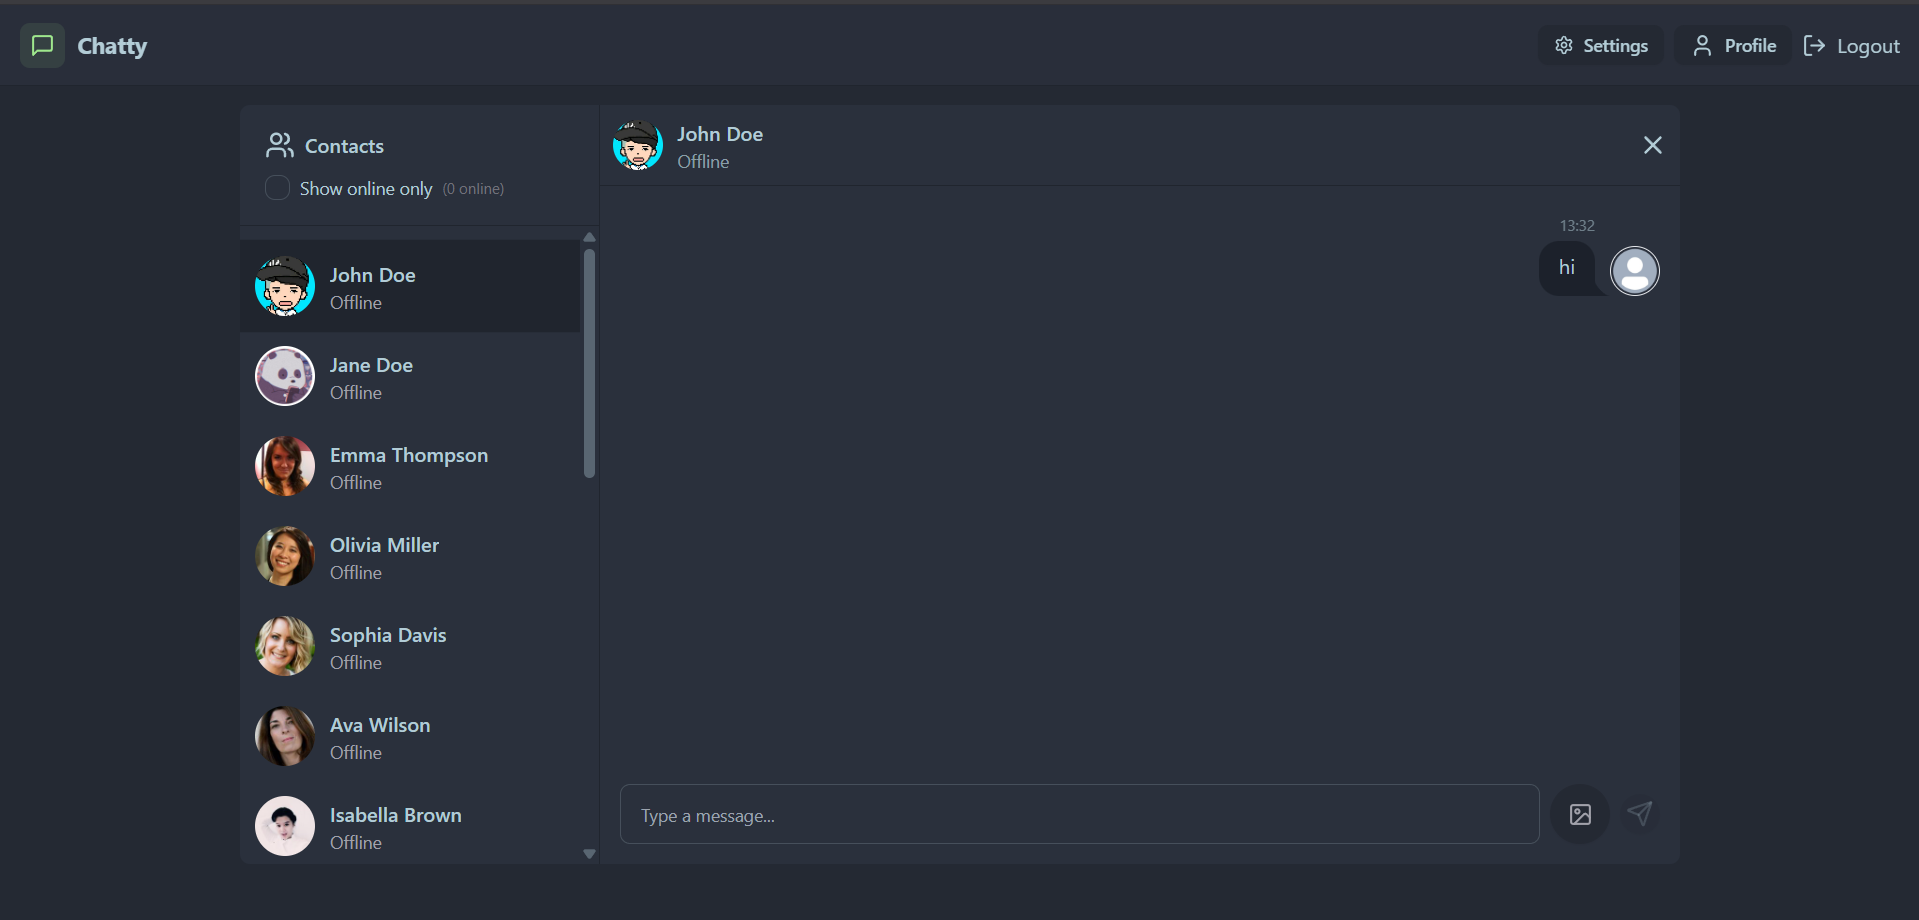 Chatty
Settings
Profile
Logout
Contacts
Show online only (0 online)
John Doe
Offline
Jane Doe
Offline
Emma Thompson
Offline
Olivia Miller
Offline
Sophia Davis
Offline
Ava Wilson
Offline
Isabella Brown
Offline
John Doe
Offline
13:32
hi
Type a message...